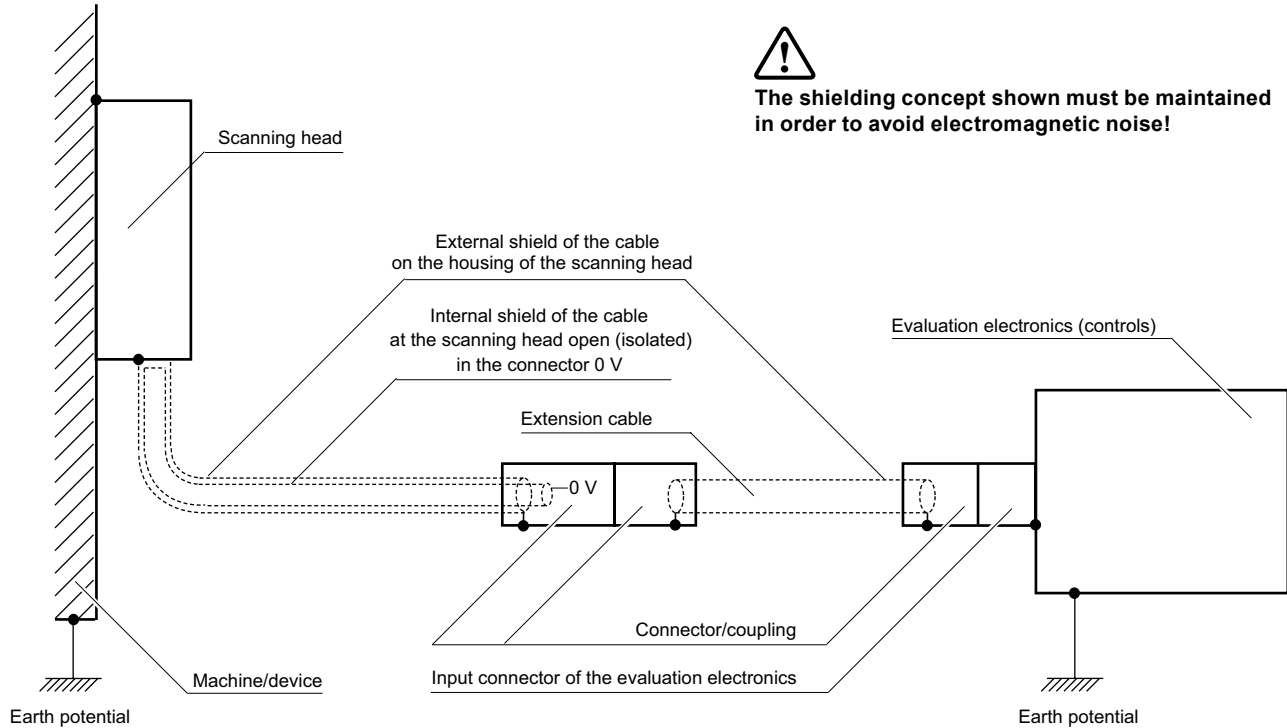 The shielding concept shown must be maintained
in order to avoid electromagnetic noise!
Scanning head
External shield of the cable
on the housing of the scanning head
Internal shield of the cable
at the scanning head open (isolated)
in the connector 0 V
Evaluation electronics (controls)
Extension cable
0 V
Connector/coupling
Input connector of the evaluation electronics
Machine/device
Earth potential
Earth potential